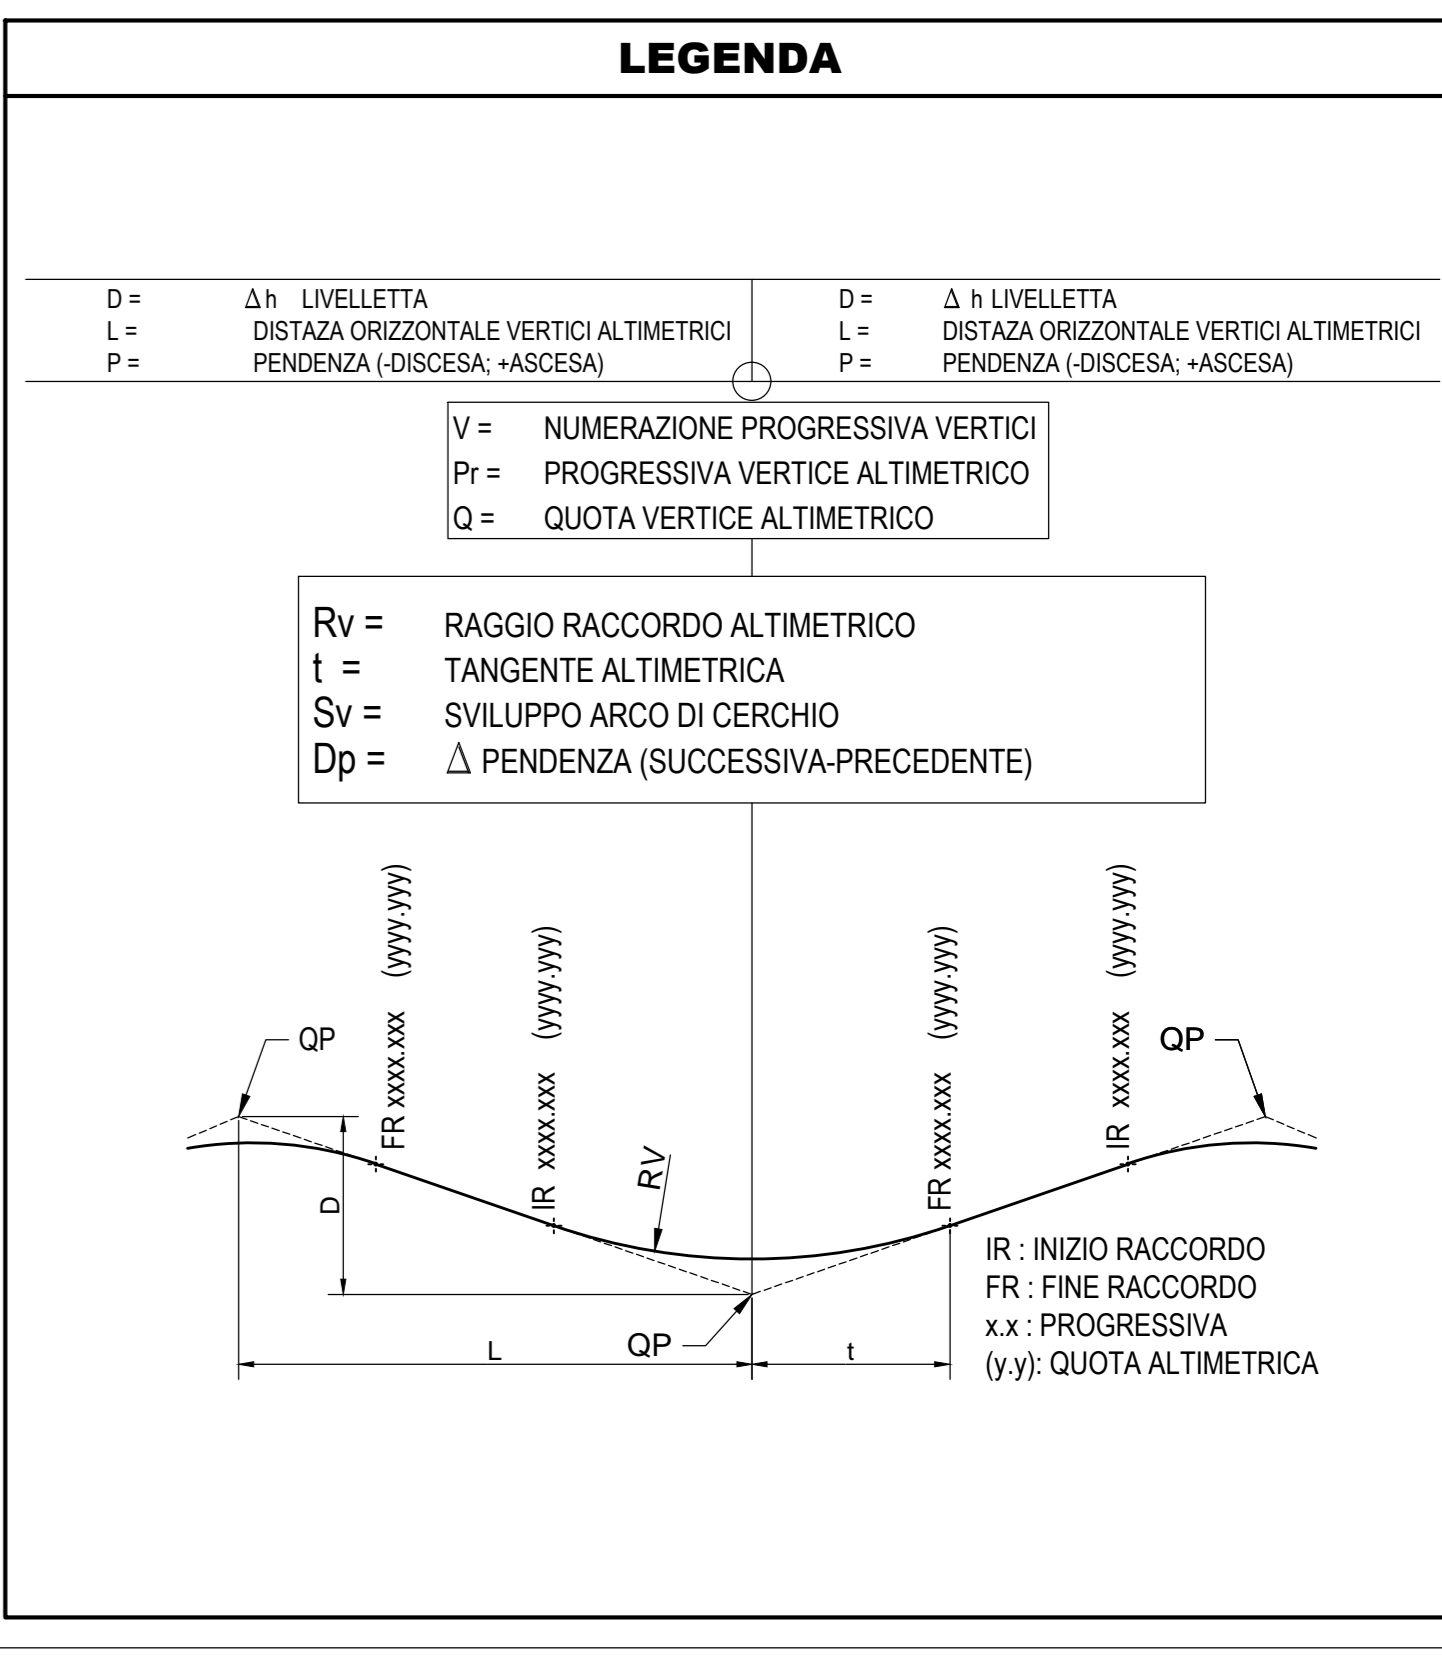 LEGENDA
D = Δ h LIVELLETTA
L = DISTAZA ORIZZONTALE VERTICI ALTIMETRICI
P = PENDENZA (-DISCESA; +ASCESA)
D = Δ h LIVELLETTA
L = DISTAZA ORIZZONTALE VERTICI ALTIMETRICI
P = PENDENZA (-DISCESA; +ASCESA)
V = NUMERAZIONE PROGRESSIVA VERTICI
Pr = PROGRESSIVA VERTICE ALTIMETRICO
Q = QUOTA VERTICE ALTIMETRICO
Rv = RAGGIO RACCORDO ALTIMETRICO
t = TANGENTE ALTIMETRICA
Sv = SVILUPPO ARCO DI CERCHIO
Dp = Δ PENDENZA (SUCCESSIVA-PRECEDENTE)
QP
FR xxxx.xxx (yyyy.yyy)
IR xxxx.xxx (yyyy.yyy)
FR xxxx.xxx (yyyy.yyy)
IR xxxx.xxx (yyyy.yyy)
QP
D
RV
QP
L
t
IR : INIZIO RACCORDO
FR : FINE RACCORDO
x.x : PROGRESSIVA
(y.y): QUOTA ALTIMETRICA